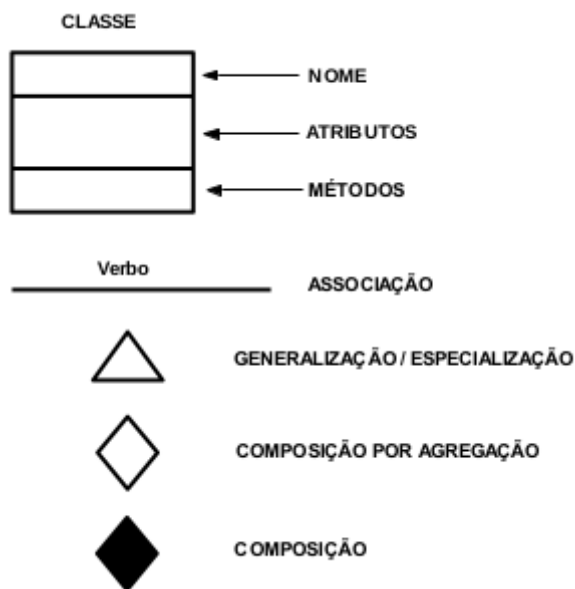 CLASSE
NOME
ATRIBUTOS
MÉTODOS
Verbo
ASSOCIAÇÃO
GENERALIZAÇÃO / ESPECIALIZAÇÃO
COMPOSIÇÃO POR AGREGAÇÃO
COMPOSIÇÃO